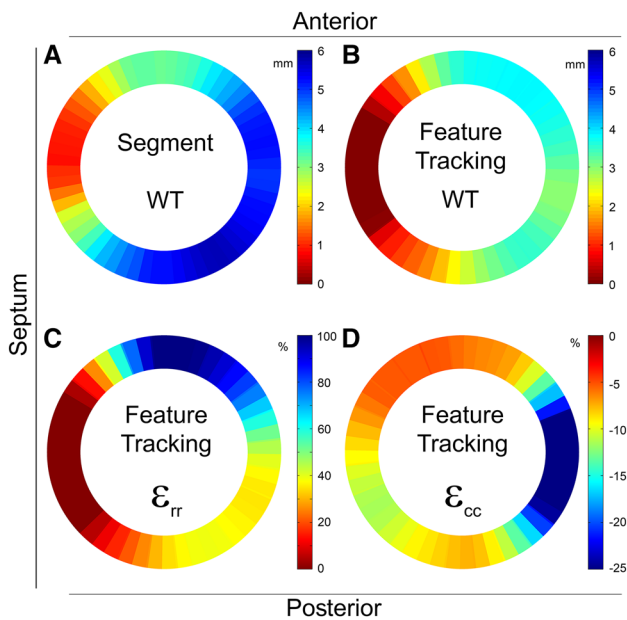 Anterior
Septum
A
Segment
WT
mm
6
5
4
3
2
1
0
B
Feature
Tracking
WT
mm
6
5
4
3
2
1
0
C
Feature
Tracking
εrr
%
100
80
60
40
20
0
D
Feature
Tracking
εcc
%
0
-5
-10
-15
-20
-25
Posterior